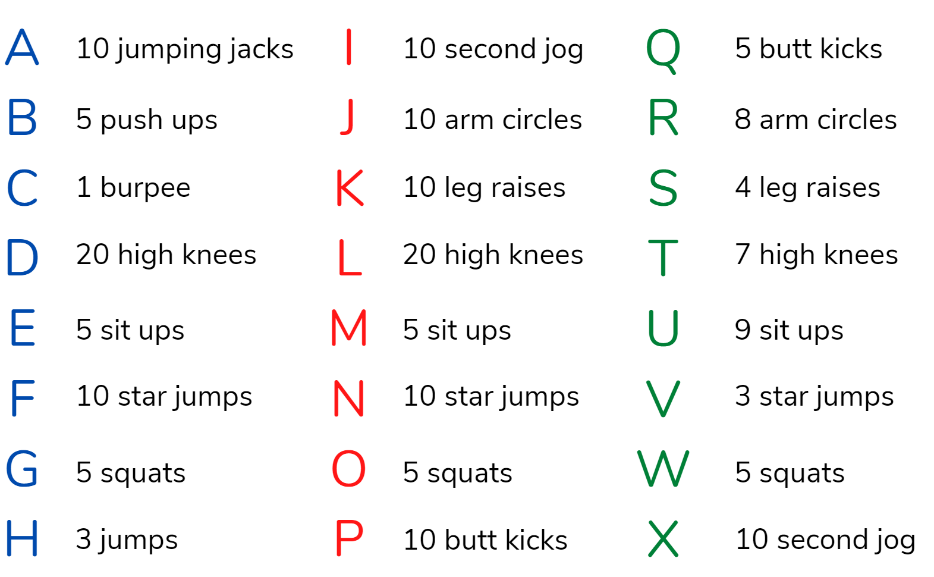 A 10 jumping jacks
B 5 push ups
C 1 burpee
D 20 high knees
E 5 sit ups
F 10 star jumps
G 5 squats
H 3 jumps
I 10 second jog
J 10 arm circles
K 10 leg raises
L 20 high knees
M 5 sit ups
N 10 star jumps
O 5 squats
P 10 butt kicks
Q 5 butt kicks
R 8 arm circles
S 4 leg raises
T 7 high knees
U 9 sit ups
V 3 star jumps
W 5 squats
X 10 second jog